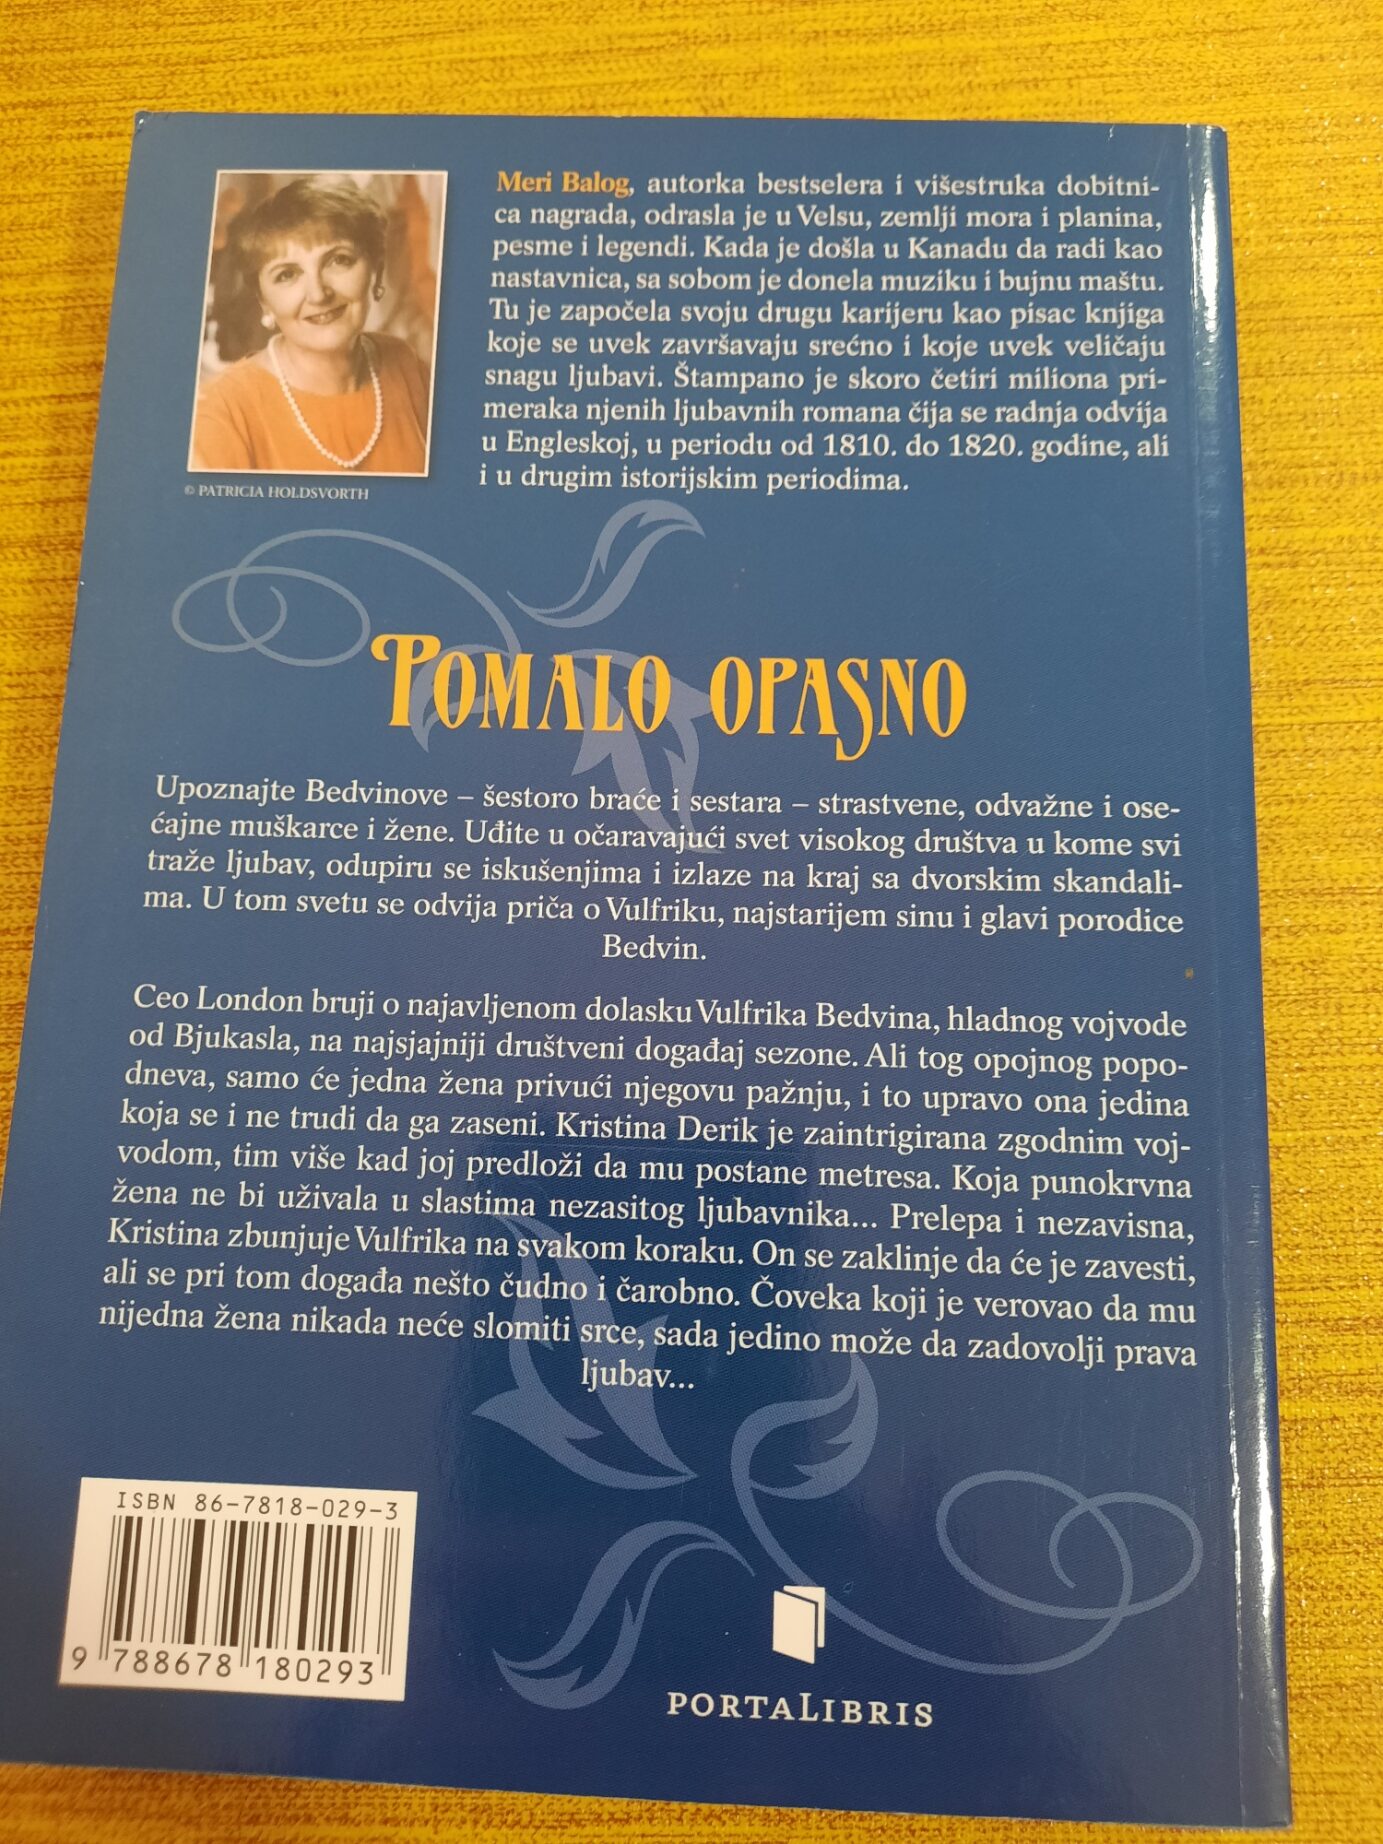 Meri Balog, autorka bestselera i višestruka dobitni-
ca nagrada, odrasla je u Velsu, zemlji mora i planina,
pesme i legendi. Kada je došla u Kanadu da radi kao
nastavnica, sa sobom je donela muziku i bujnu maštu.
Tu je započela svoju drugu karijeru kao pisac knjiga
koje se uvek završavaju srećno i koje uvek veličaju
snagu ljubavi. Štampano je skoro četiri miliona pri-
meraka njenih ljubavnih romana čija se radnja odvija
u Engleskoj, u periodu od 1810. do 1820. godine, ali
i u drugim istorijskim periodima.
© PATRICIA HOLDSVORTH
POMALO OPASNO
Upoznajte Bedvinove – šestoro braće i sestara – strastvene, odvažne i ose-
ćajne muškarce i žene. Uđite u očaravajući svet visokog društva u kome svi
traže ljubav, odupiru se iskušenjima i izlaze na kraj sa dvorskim skandali-
ma. U tom svetu se odvija priča o Vulfriku, najstarijem sinu i glavi porodice
Bedvin.
Ceo London bruji o najavljenom dolasku Vulfrika Bedvina, hladnog vojvode
od Bjukasla, na najsjajniji društveni događaj sezone. Ali tog opojnog popo-
dneva, samo će jedna žena privući njegovu pažnju, i to upravo ona jedina
koja se i ne trudi da ga zaseni. Kristina Derik je zaintrigirana zgodnim voj-
vodom, tim više kad joj predloži da mu postane metresa. Koja punokrvna
žena ne bi uživala u slastima nezasitog ljubavnika... Prelepa i nezavisna,
Kristina zbunjuje Vulfrika na svakom koraku. On se zaklinje da će je zavesti,
ali se pri tom događa nešto čudno i čarobno. Čoveka koji je verovao da mu
nijedna žena nikada neće slomiti srce, sada jedino može da zadovolji prava
ljubav...
ISBN 86-7818-029-3
9 788678 180293
PORTALIBRIS